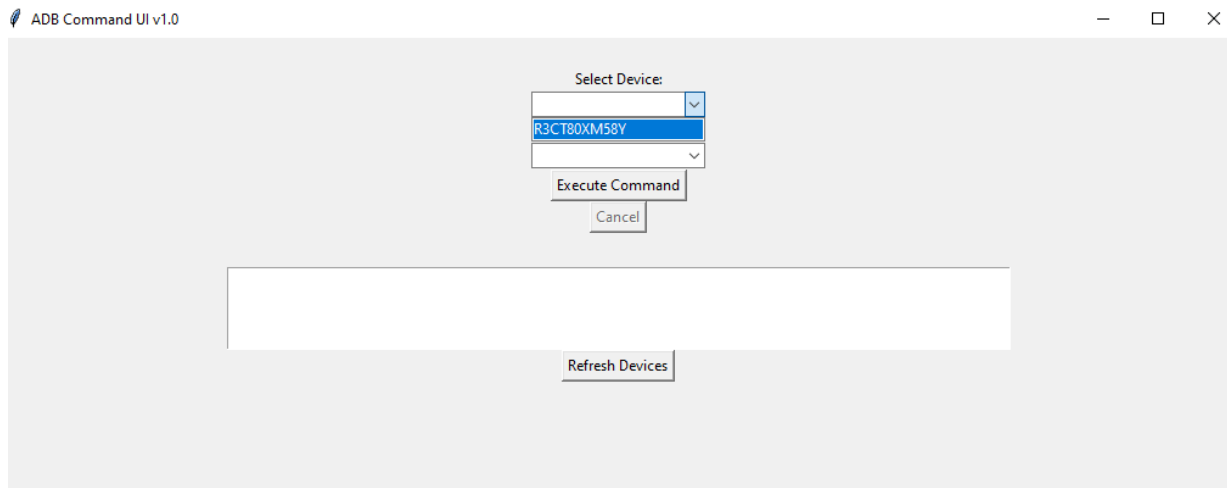 ADB Command UI v1.0
Select Device:
R3CT80XM58Y
Execute Command
Cancel
Refresh Devices